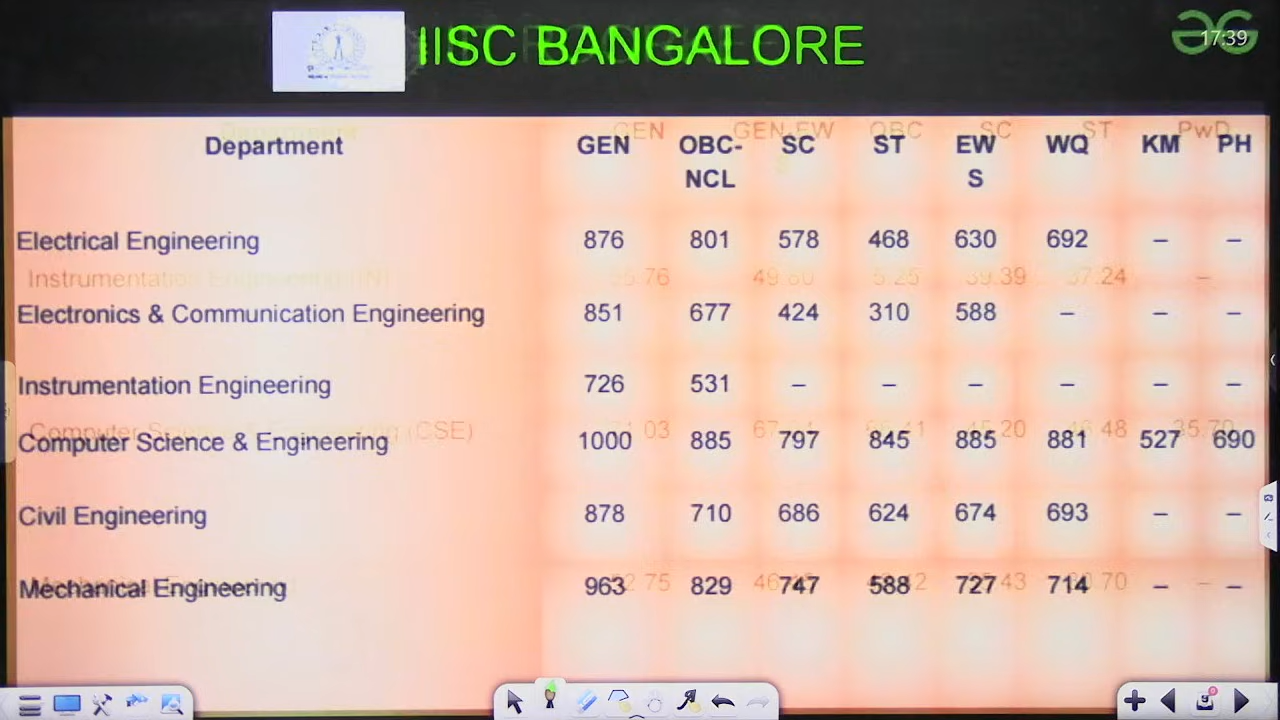 IISC BANGALORE
17:39
Department GEN OBC-NCL SC ST EWS WQ KM PH
Electrical Engineering 876 801 578 468 630 692 – –
Electronics & Communication Engineering 851 677 424 310 588 – – –
Instrumentation Engineering 726 531 – – – – – –
Computer Science & Engineering 1000 885 797 845 885 881 527 690
Civil Engineering 878 710 686 624 674 693 – –
Mechanical Engineering 963 829 747 588 727 714 – –